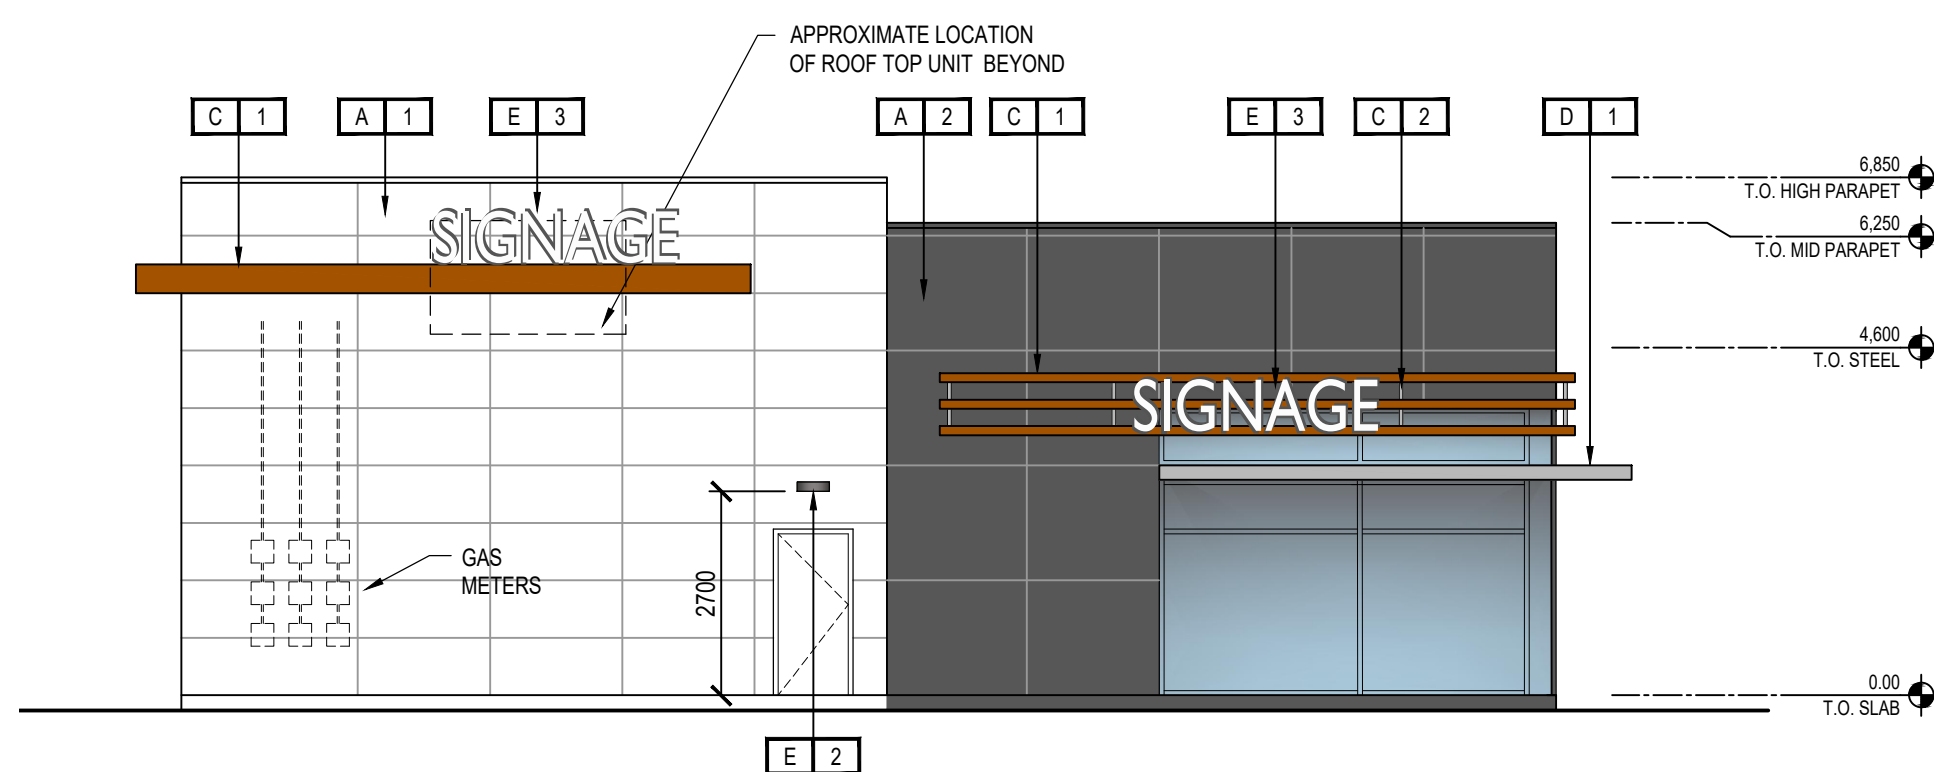 APPROXIMATE LOCATION
OF ROOF TOP UNIT BEYOND
C 1
A 1
E 3
A 2
C 1
E 3
C 2
D 1
6,850
T.O. HIGH PARAPET
SIGNAGE
6,250
T.O. MID PARAPET
4,600
T.O. STEEL
SIGNAGE
GAS
METERS
2700
0.00
T.O. SLAB
E 2